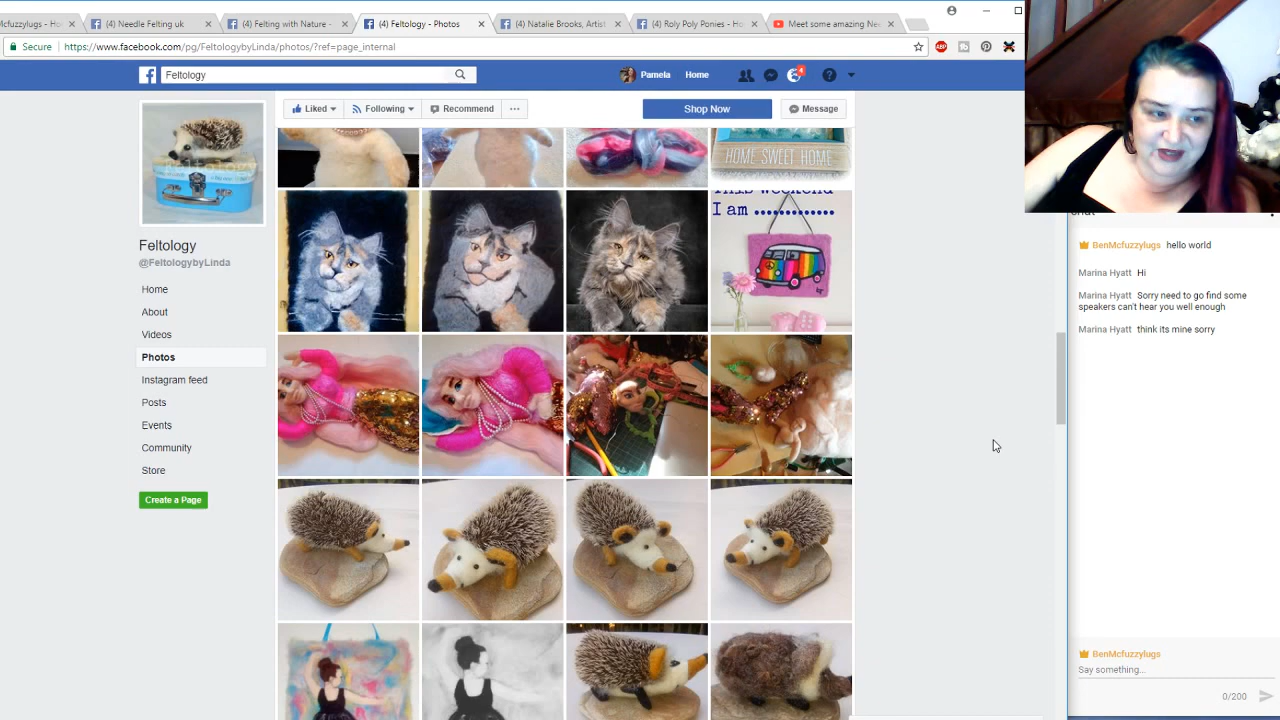 Mcfuzzylugs - Ho
(4) Needle Felting uk
(4) Felting with Nature -
(4) Feltology - Photos
(4) Natalie Brooks, Artist
(4) Roly Poly Ponies - Ho
Meet some amazing Ne
Secure
https://www.facebook.com/pg/FeltologybyLinda/photos/?ref=page_internal
ABP
Feltology
Pamela
Home
4
Liked
Following
Recommend
Shop Now
Message
HOME SWEET HOME
This weekend
I am .............
Feltology
@FeltologybyLinda
Home
About
Videos
Photos
Instagram feed
Posts
Events
Community
Store
Create a Page
chat
BenMcfuzzylugs hello world
Marina Hyatt Hi
Marina Hyatt Sorry need to go find some
speakers can't hear you well enough
Marina Hyatt think its mine sorry
BenMcfuzzylugs
Say something...
0/200